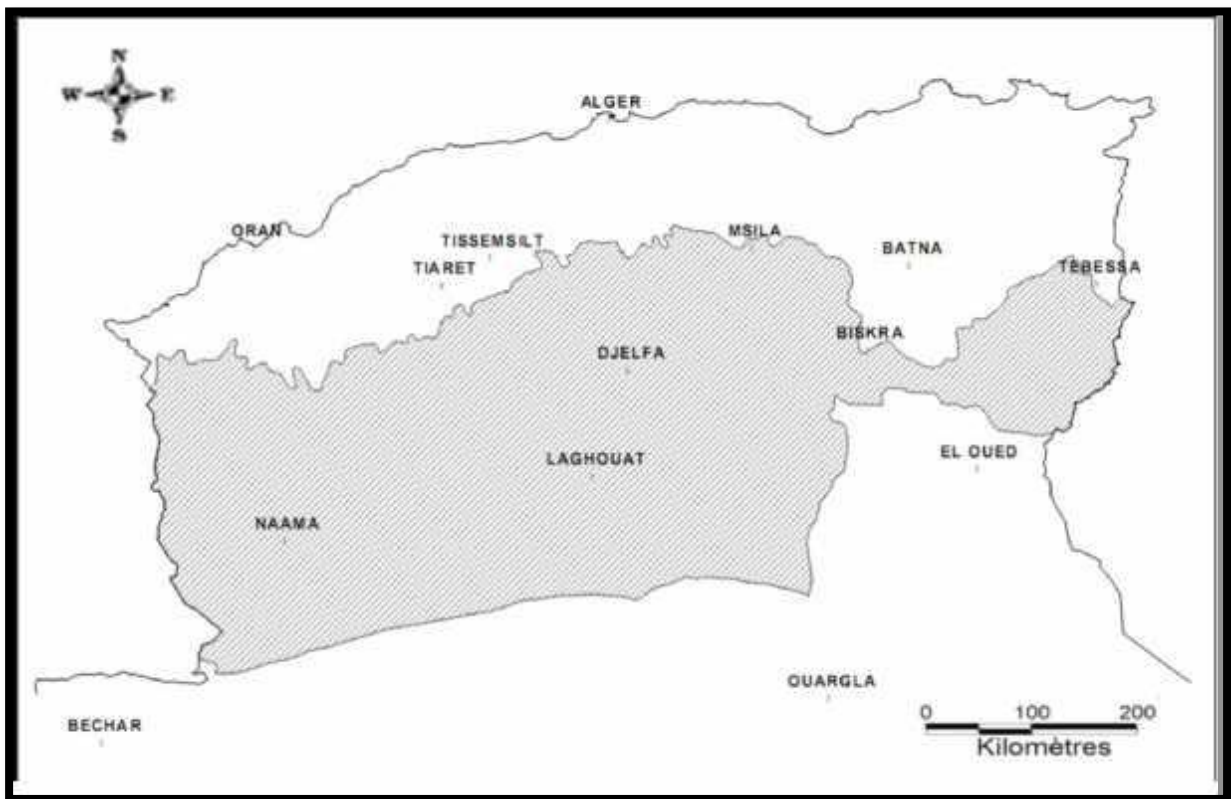 N
W E
S
ALGER
ORAN
TISSEMSILT
MSILA
BATNA
TIARET
TEBESSA
BISKRA
DJELFA
LAGHOUAT
EL OUED
NAAMA
OUARGLA
BECHAR
0 100 200
Kilomètres